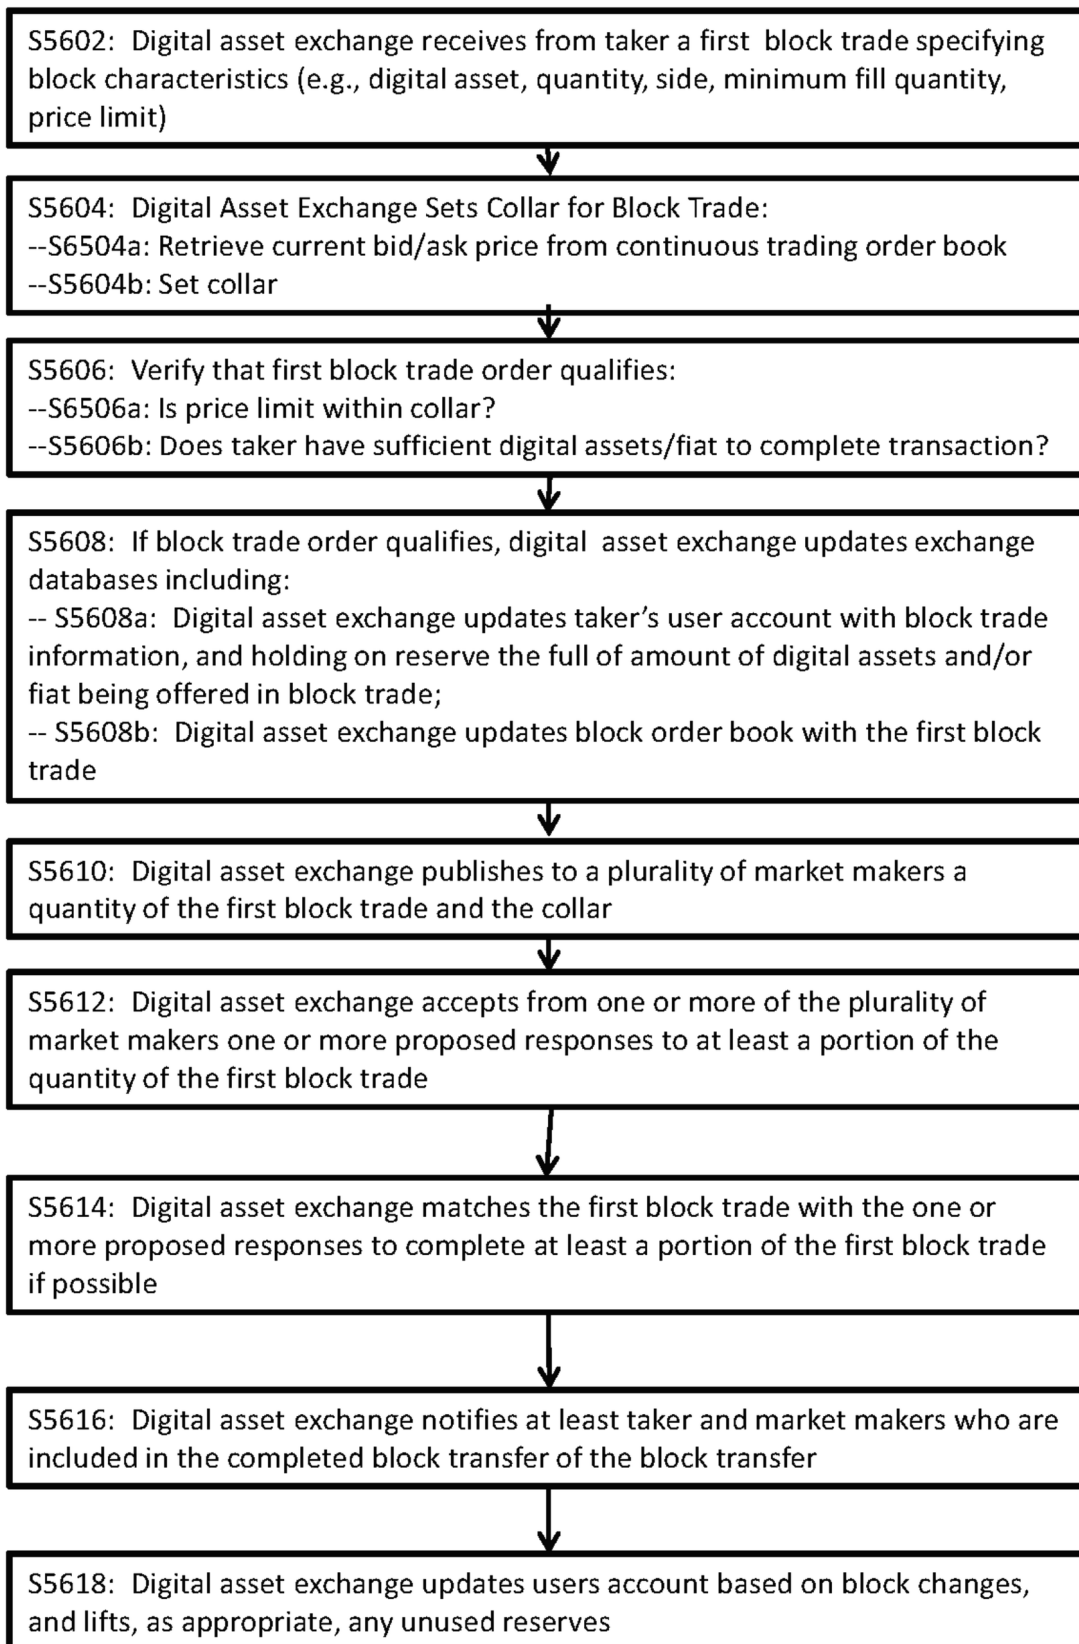 S5602:  Digital asset exchange receives from taker a first  block trade specifying
block characteristics (e.g., digital asset, quantity, side, minimum fill quantity,
price limit)
S5604:  Digital Asset Exchange Sets Collar for Block Trade:
--S6504a: Retrieve current bid/ask price from continuous trading order book
--S5604b: Set collar
S5606:  Verify that first block trade order qualifies:
--S6506a: Is price limit within collar?
--S5606b: Does taker have sufficient digital assets/fiat to complete transaction?
S5608:  If block trade order qualifies, digital  asset exchange updates exchange
databases including:
-- S5608a:  Digital asset exchange updates taker’s user account with block trade
information, and holding on reserve the full of amount of digital assets and/or
fiat being offered in block trade;
-- S5608b:  Digital asset exchange updates block order book with the first block
trade
S5610:  Digital asset exchange publishes to a plurality of market makers a
quantity of the first block trade and the collar
S5612:  Digital asset exchange accepts from one or more of the plurality of
market makers one or more proposed responses to at least a portion of the
quantity of the first block trade
S5614:  Digital asset exchange matches the first block trade with the one or
more proposed responses to complete at least a portion of the first block trade
if possible
S5616:  Digital asset exchange notifies at least taker and market makers who are
included in the completed block transfer of the block transfer
S5618:  Digital asset exchange updates users account based on block changes,
and lifts, as appropriate, any unused reserves